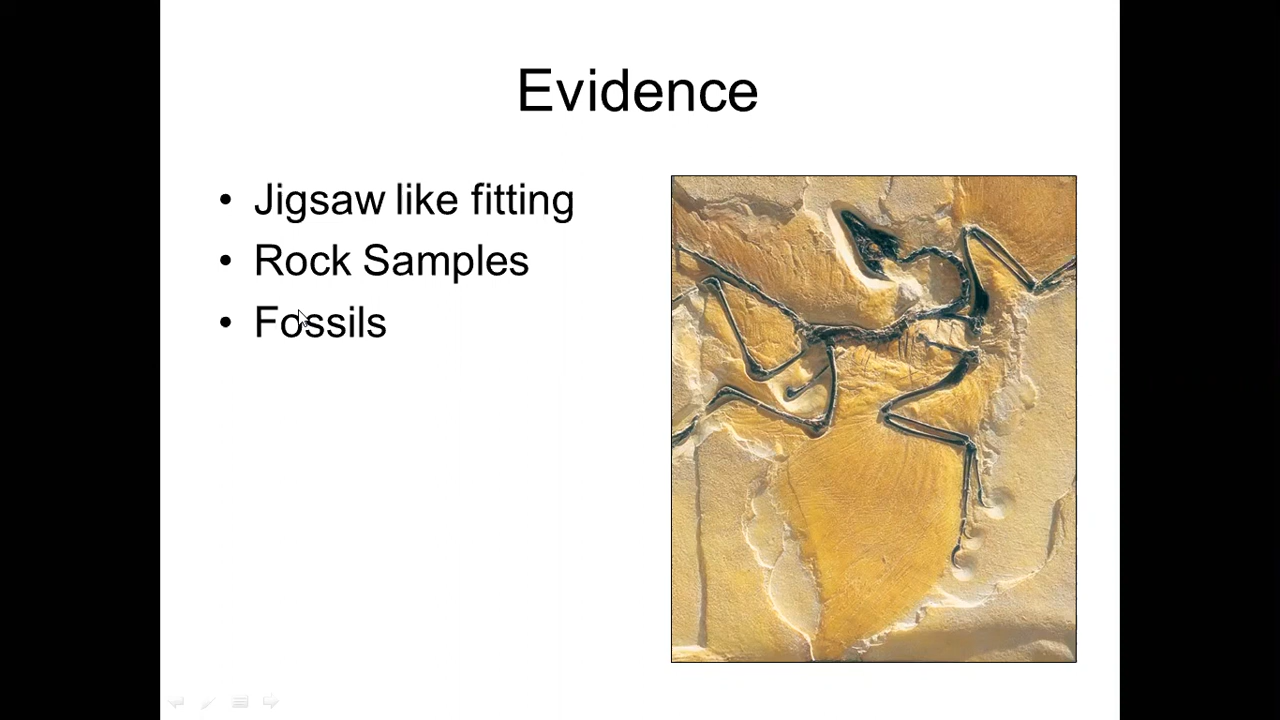 Evidence
• Jigsaw like fitting
• Rock Samples
• Fossils